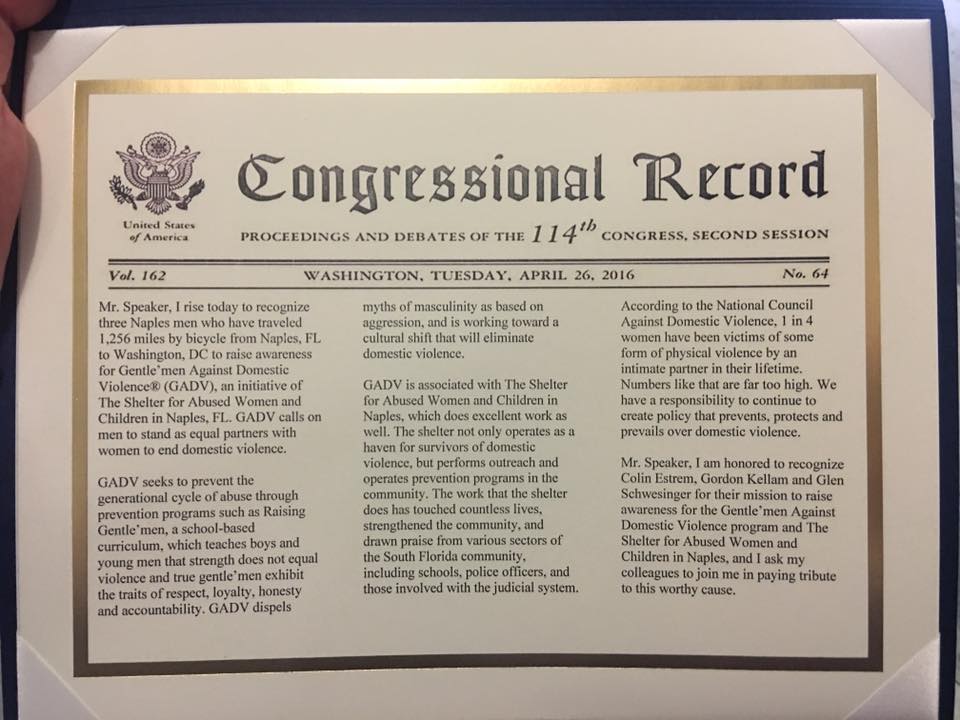 Congressional Record
United States
of America
PROCEEDINGS AND DEBATES OF THE 114th CONGRESS, SECOND SESSION
Vol. 162 WASHINGTON, TUESDAY, APRIL 26, 2016 No. 64
Mr. Speaker, I rise today to recognize
three Naples men who have traveled
1,256 miles by bicycle from Naples, FL
to Washington, DC to raise awareness
for Gentle'men Against Domestic
Violence® (GADV), an initiative of
The Shelter for Abused Women and
Children in Naples, FL. GADV calls on
men to stand as equal partners with
women to end domestic violence.
GADV seeks to prevent the
generational cycle of abuse through
prevention programs such as Raising
Gentle'men, a school-based
curriculum, which teaches boys and
young men that strength does not equal
violence and true gentle'men exhibit
the traits of respect, loyalty, honesty
and accountability. GADV dispels
myths of masculinity as based on
aggression, and is working toward a
cultural shift that will eliminate
domestic violence.
GADV is associated with The Shelter
for Abused Women and Children in
Naples, which does excellent work as
well. The shelter not only operates as a
haven for survivors of domestic
violence, but performs outreach and
operates prevention programs in the
community. The work that the shelter
does has touched countless lives,
strengthened the community, and
drawn praise from various sectors of
the South Florida community,
including schools, police officers, and
those involved with the judicial system.
According to the National Council
Against Domestic Violence, 1 in 4
women have been victims of some
form of physical violence by an
intimate partner in their lifetime.
Numbers like that are far too high. We
have a responsibility to continue to
create policy that prevents, protects and
prevails over domestic violence.
Mr. Speaker, I am honored to recognize
Colin Estrem, Gordon Kellam and Glen
Schwesinger for their mission to raise
awareness for the Gentle'men Against
Domestic Violence program and The
Shelter for Abused Women and
Children in Naples, and I ask my
colleagues to join me in paying tribute
to this worthy cause.